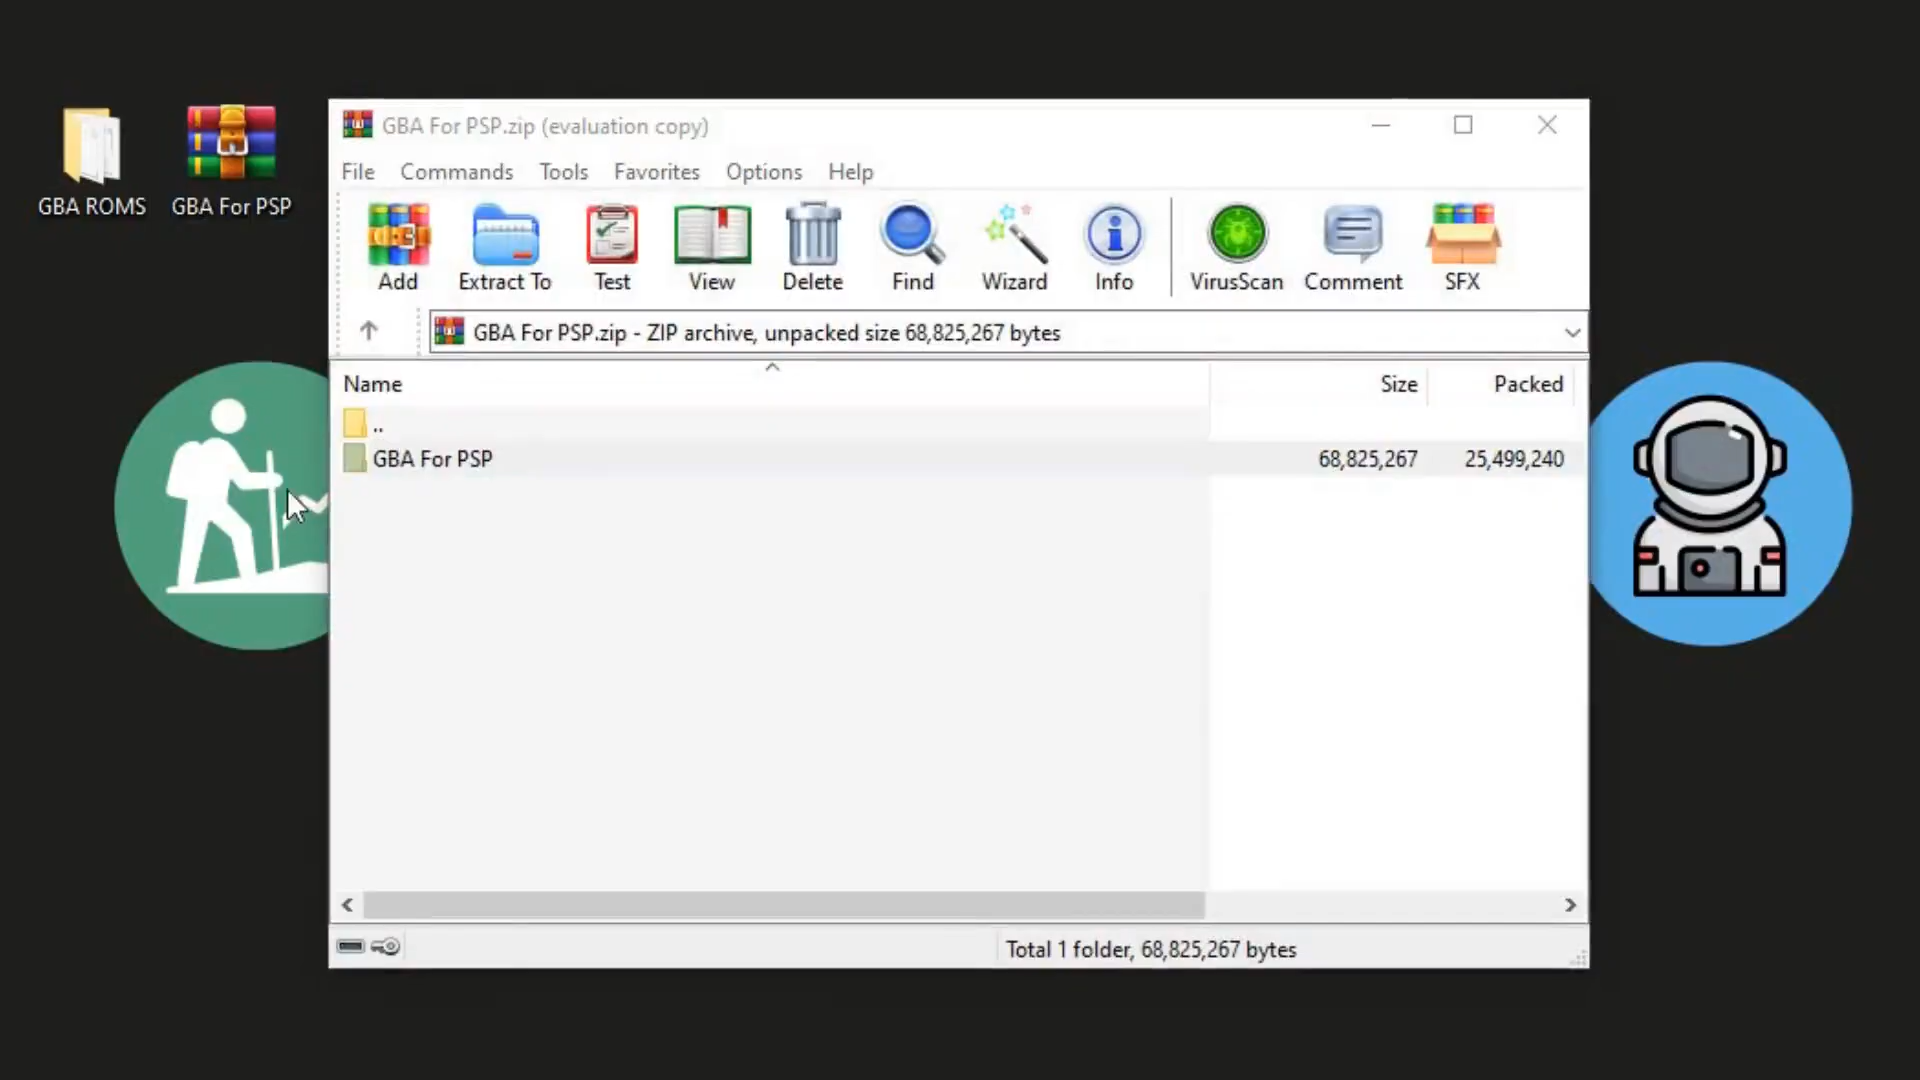 GBA ROMS
GBA For PSP
GBA For PSP.zip (evaluation copy)
File Commands Tools Favorites Options Help
Add Extract To Test View Delete Find Wizard Info VirusScan Comment SFX
GBA For PSP.zip - ZIP archive, unpacked size 68,825,267 bytes
Name Size Packed
..
GBA For PSP 68,825,267 25,499,240
Total 1 folder, 68,825,267 bytes